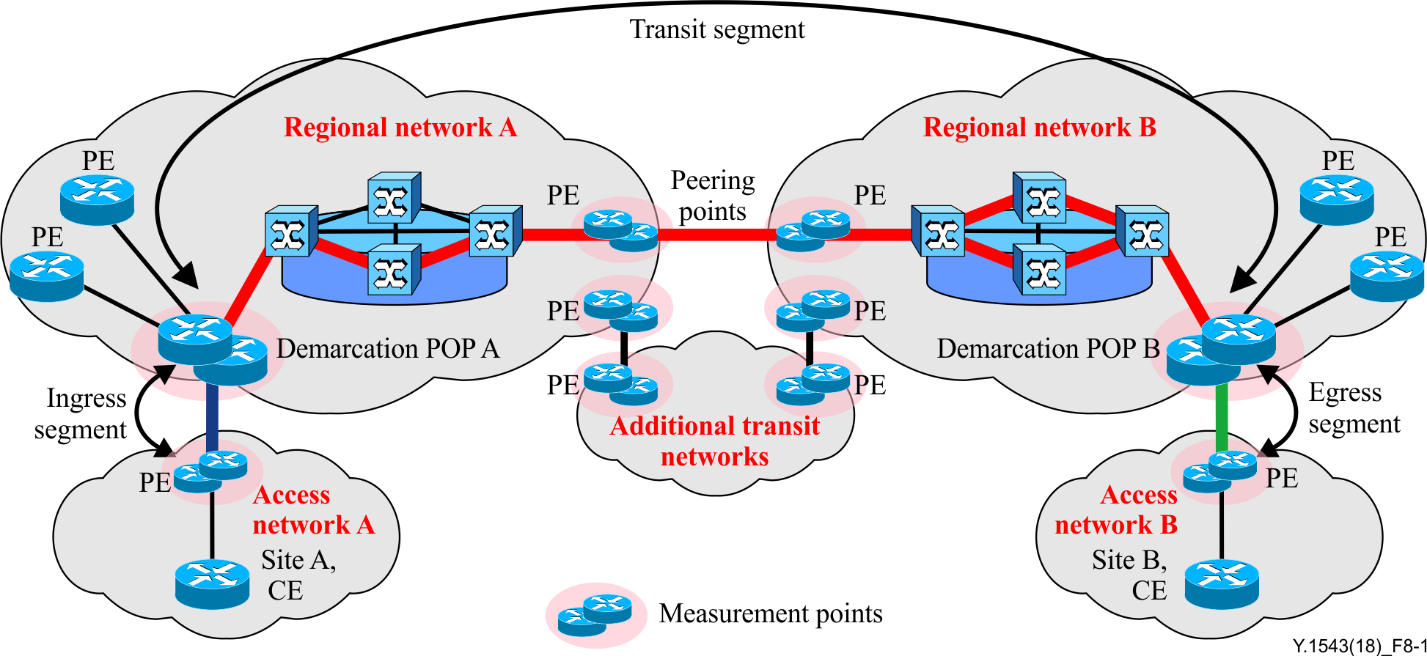 Transit segment
Regional network A
Regional network B
PE
PE
PE
Peering
points
PE
PE
PE
PE
PE
Demarcation POP A
Demarcation POP B
PE
PE
Ingress
segment
Egress
segment
Additional transit
networks
PE
Access
network A
Site A,
CE
Access
network B
PE
Site B,
CE
Measurement points
Y.1543(18)_F8-1